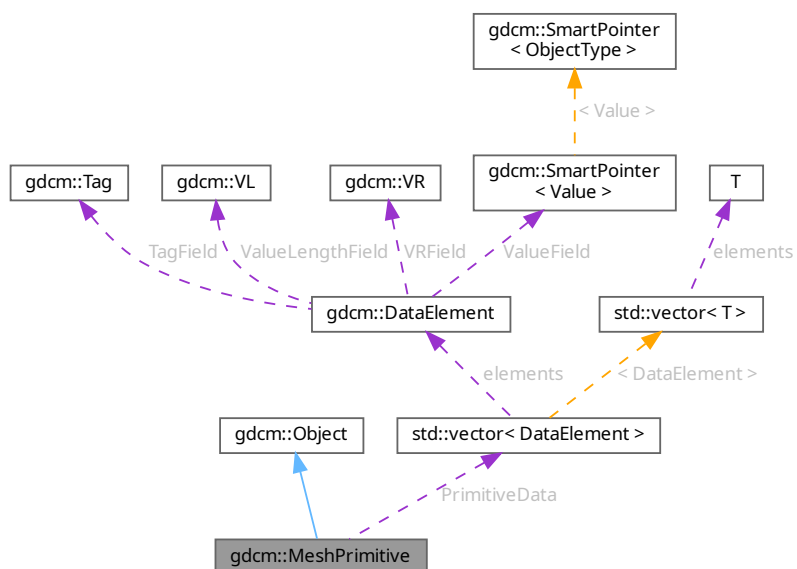 gdcm::SmartPointer
< ObjectType >
< Value >
gdcm::Tag
gdcm::VL
gdcm::VR
gdcm::SmartPointer
< Value >
T
TagField
ValueLengthField
VRField
ValueField
elements
gdcm::DataElement
std::vector< T >
elements
< DataElement >
gdcm::Object
std::vector< DataElement >
PrimitiveData
gdcm::MeshPrimitive